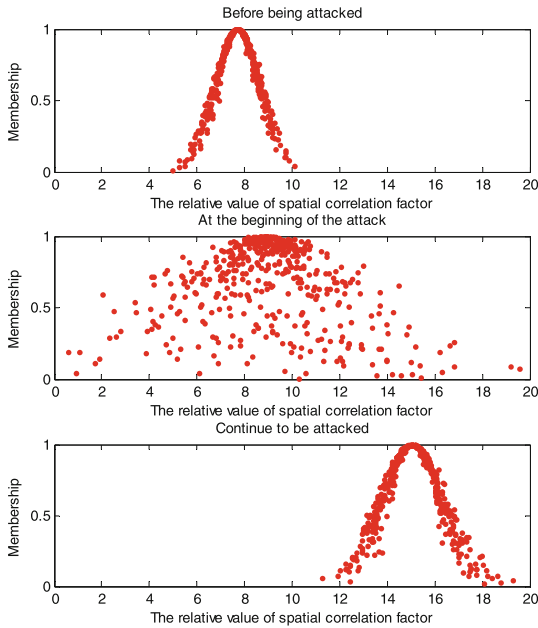 Before being attacked
1
0.5
0
Membership
0 2 4 6 8 10 12 14 16 18 20
The relative value of spatial correlation factor
At the beginning of the attack
1
0.5
0
Membership
0 2 4 6 8 10 12 14 16 18 20
The relative value of spatial correlation factor
Continue to be attacked
1
0.5
0
Membership
0 2 4 6 8 10 12 14 16 18 20
The relative value of spatial correlation factor